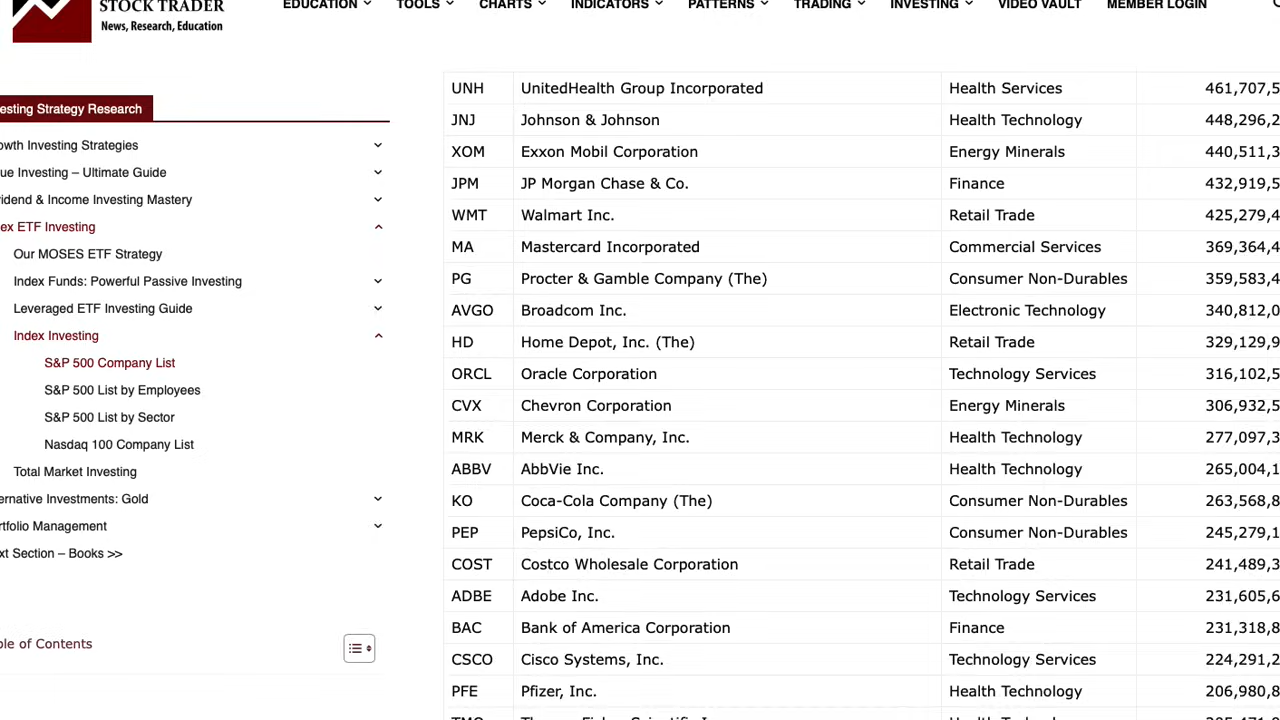 STOCK TRADER
News, Research, Education
EDUCATION TOOLS CHARTS INDICATORS PATTERNS TRADING INVESTING VIDEO VAULT MEMBER LOGIN
esting Strategy Research
owth Investing Strategies
ue Investing – Ultimate Guide
vidend & Income Investing Mastery
ex ETF Investing
Our MOSES ETF Strategy
Index Funds: Powerful Passive Investing
Leveraged ETF Investing Guide
Index Investing
S&P 500 Company List
S&P 500 List by Employees
S&P 500 List by Sector
Nasdaq 100 Company List
Total Market Investing
ernative Investments: Gold
rtfolio Management
xt Section – Books >>
ble of Contents
UNH UnitedHealth Group Incorporated Health Services 461,707,5
JNJ Johnson & Johnson Health Technology 448,296,2
XOM Exxon Mobil Corporation Energy Minerals 440,511,3
JPM JP Morgan Chase & Co. Finance 432,919,5
WMT Walmart Inc. Retail Trade 425,279,4
MA Mastercard Incorporated Commercial Services 369,364,4
PG Procter & Gamble Company (The) Consumer Non-Durables 359,583,4
AVGO Broadcom Inc. Electronic Technology 340,812,0
HD Home Depot, Inc. (The) Retail Trade 329,129,9
ORCL Oracle Corporation Technology Services 316,102,5
CVX Chevron Corporation Energy Minerals 306,932,5
MRK Merck & Company, Inc. Health Technology 277,097,3
ABBV AbbVie Inc. Health Technology 265,004,1
KO Coca-Cola Company (The) Consumer Non-Durables 263,568,8
PEP PepsiCo, Inc. Consumer Non-Durables 245,279,1
COST Costco Wholesale Corporation Retail Trade 241,489,3
ADBE Adobe Inc. Technology Services 231,605,6
BAC Bank of America Corporation Finance 231,318,8
CSCO Cisco Systems, Inc. Technology Services 224,291,2
PFE Pfizer, Inc. Health Technology 206,980,8